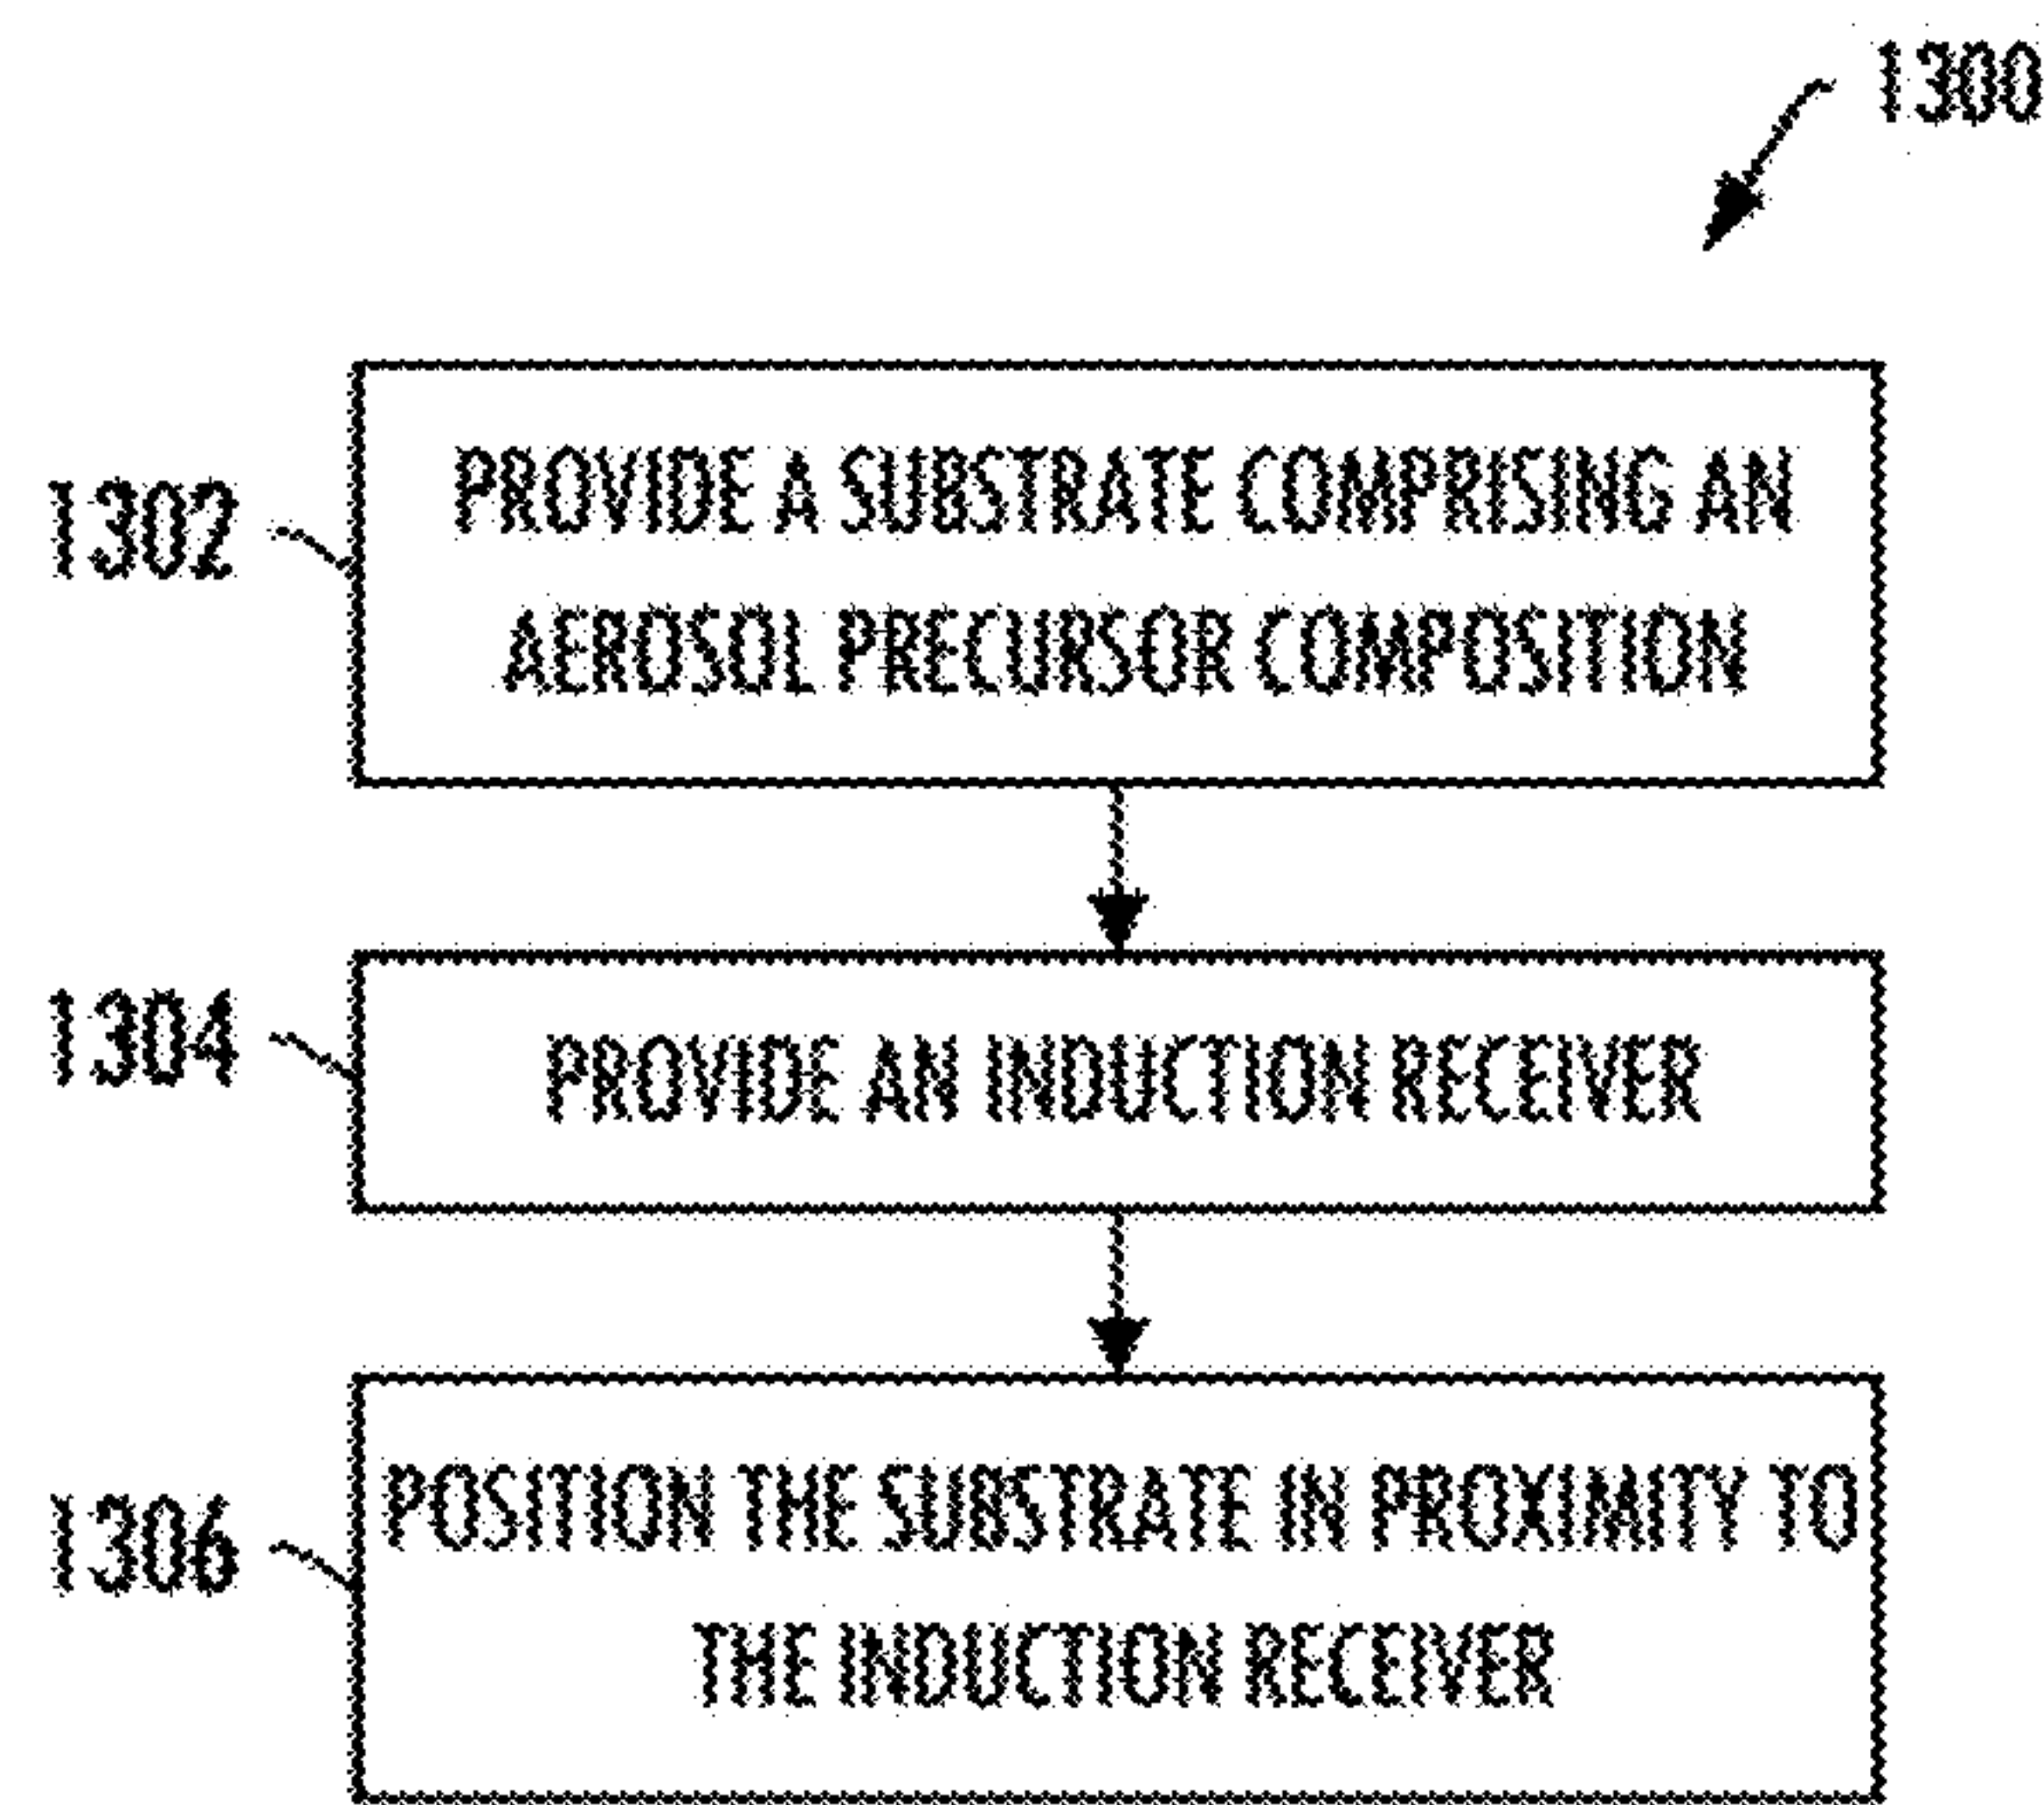 1300
1302
PROVIDE A SUBSTRATE COMPRISING AN
AEROSOL PRECURSOR COMPOSITION
1304
PROVIDE AN INDUCTION RECEIVER
1306
POSITION THE SUBSTRATE IN PROXIMITY TO
THE INDUCTION RECEIVER